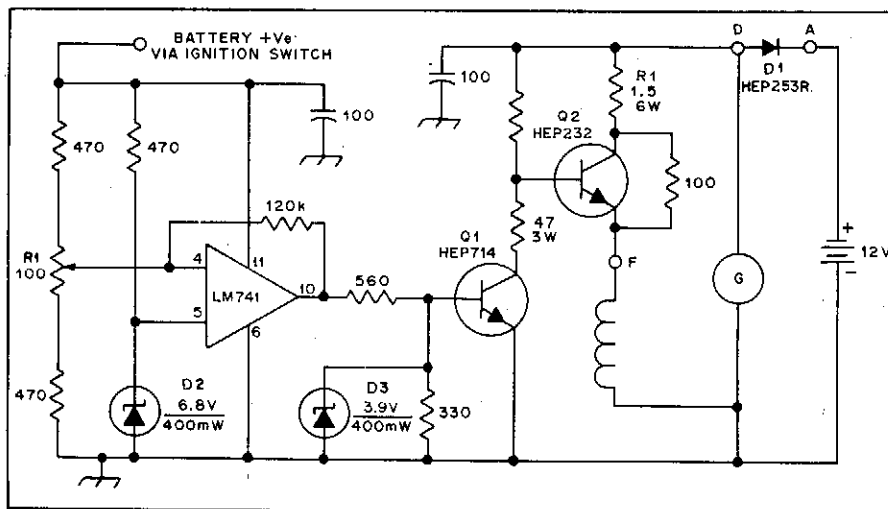 BATTERY +Ve
VIA IGNITION SWITCH
100
470
470
100
120k
R1
100
4
11
LM741
10
5
6
560
Q1
HEP714
47
3W
Q2
HEP232
R1
1.5
6W
100
F
D
D1
HEP253R
A
G
+
12V
-
470
D2
6.8V
400mW
D3
3.9V
400mW
330